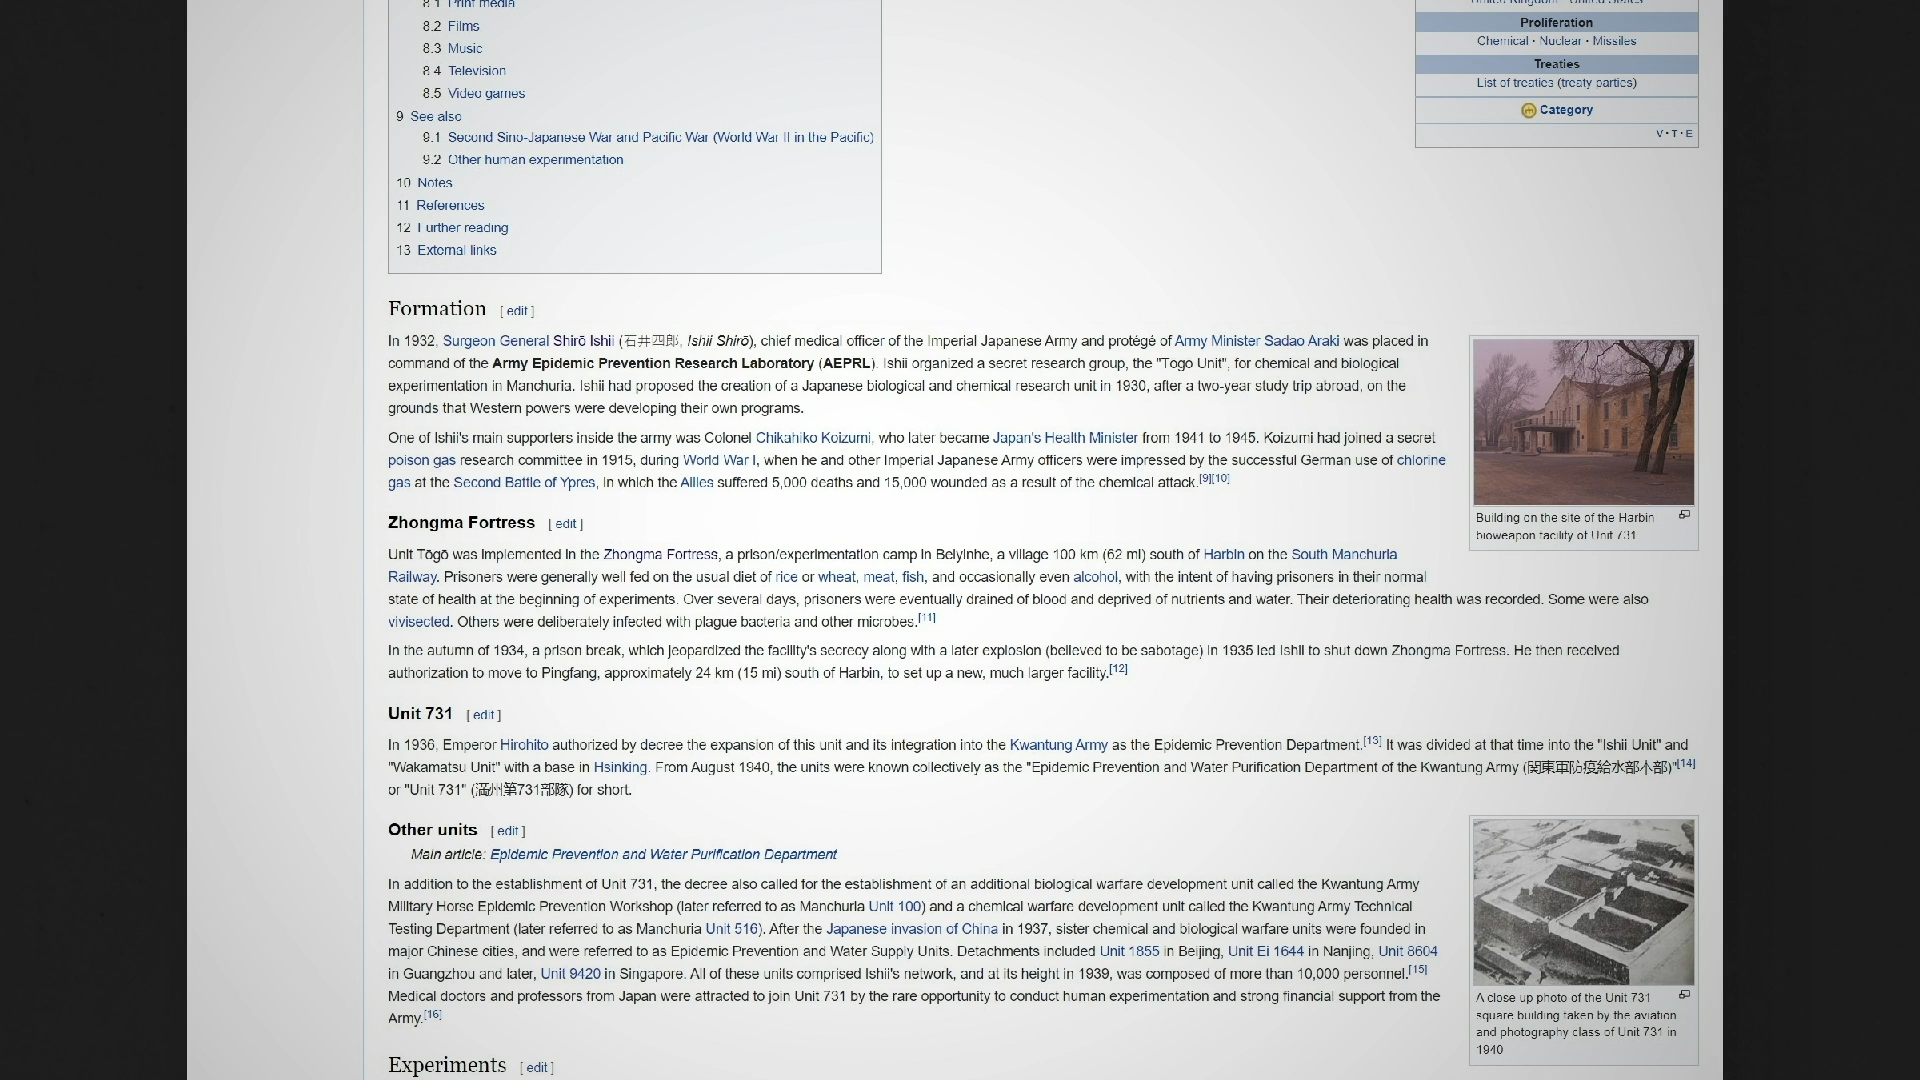 8.1 Print media
8.2 Films
8.3 Music
8.4 Television
8.5 Video games
9 See also
9.1 Second Sino-Japanese War and Pacific War (World War II in the Pacific)
9.2 Other human experimentation
10 Notes
11 References
12 Further reading
13 External links
United Kingdom · United States
Proliferation
Chemical · Nuclear · Missiles
Treaties
List of treaties (treaty parties)
Category
V · T · E
Formation [ edit ]
In 1932, Surgeon General Shirō Ishii (石井四郎, Ishii Shirō), chief medical officer of the Imperial Japanese Army and protégé of Army Minister Sadao Araki was placed in
command of the Army Epidemic Prevention Research Laboratory (AEPRL). Ishii organized a secret research group, the "Togo Unit", for chemical and biological
experimentation in Manchuria. Ishii had proposed the creation of a Japanese biological and chemical research unit in 1930, after a two-year study trip abroad, on the
grounds that Western powers were developing their own programs.
One of Ishii's main supporters inside the army was Colonel Chikahiko Koizumi, who later became Japan's Health Minister from 1941 to 1945. Koizumi had joined a secret
poison gas research committee in 1915, during World War I, when he and other Imperial Japanese Army officers were impressed by the successful German use of chlorine
gas at the Second Battle of Ypres, in which the Allies suffered 5,000 deaths and 15,000 wounded as a result of the chemical attack.[9][10]
Building on the site of the Harbin
bioweapon facility of Unit 731
Zhongma Fortress [ edit ]
Unit Tōgō was implemented in the Zhongma Fortress, a prison/experimentation camp in Beiyinhe, a village 100 km (62 mi) south of Harbin on the South Manchuria
Railway. Prisoners were generally well fed on the usual diet of rice or wheat, meat, fish, and occasionally even alcohol, with the intent of having prisoners in their normal
state of health at the beginning of experiments. Over several days, prisoners were eventually drained of blood and deprived of nutrients and water. Their deteriorating health was recorded. Some were also
vivisected. Others were deliberately infected with plague bacteria and other microbes.[11]
In the autumn of 1934, a prison break, which jeopardized the facility's secrecy along with a later explosion (believed to be sabotage) in 1935 led Ishii to shut down Zhongma Fortress. He then received
authorization to move to Pingfang, approximately 24 km (15 mi) south of Harbin, to set up a new, much larger facility.[12]
Unit 731 [ edit ]
In 1936, Emperor Hirohito authorized by decree the expansion of this unit and its integration into the Kwantung Army as the Epidemic Prevention Department.[13] It was divided at that time into the "Ishii Unit" and
"Wakamatsu Unit" with a base in Hsinking. From August 1940, the units were known collectively as the "Epidemic Prevention and Water Purification Department of the Kwantung Army (関東軍防疫給水部本部)"[14]
or "Unit 731" (満州第731部隊) for short.
Other units [ edit ]
Main article: Epidemic Prevention and Water Purification Department
In addition to the establishment of Unit 731, the decree also called for the establishment of an additional biological warfare development unit called the Kwantung Army
Military Horse Epidemic Prevention Workshop (later referred to as Manchuria Unit 100) and a chemical warfare development unit called the Kwantung Army Technical
Testing Department (later referred to as Manchuria Unit 516). After the Japanese invasion of China in 1937, sister chemical and biological warfare units were founded in
major Chinese cities, and were referred to as Epidemic Prevention and Water Supply Units. Detachments included Unit 1855 in Beijing, Unit Ei 1644 in Nanjing, Unit 8604
in Guangzhou and later, Unit 9420 in Singapore. All of these units comprised Ishii's network, and at its height in 1939, was composed of more than 10,000 personnel.[15]
Medical doctors and professors from Japan were attracted to join Unit 731 by the rare opportunity to conduct human experimentation and strong financial support from the
Army.[16]
A close up photo of the Unit 731
square building taken by the aviation
and photography class of Unit 731 in
1940
Experiments [ edit ]